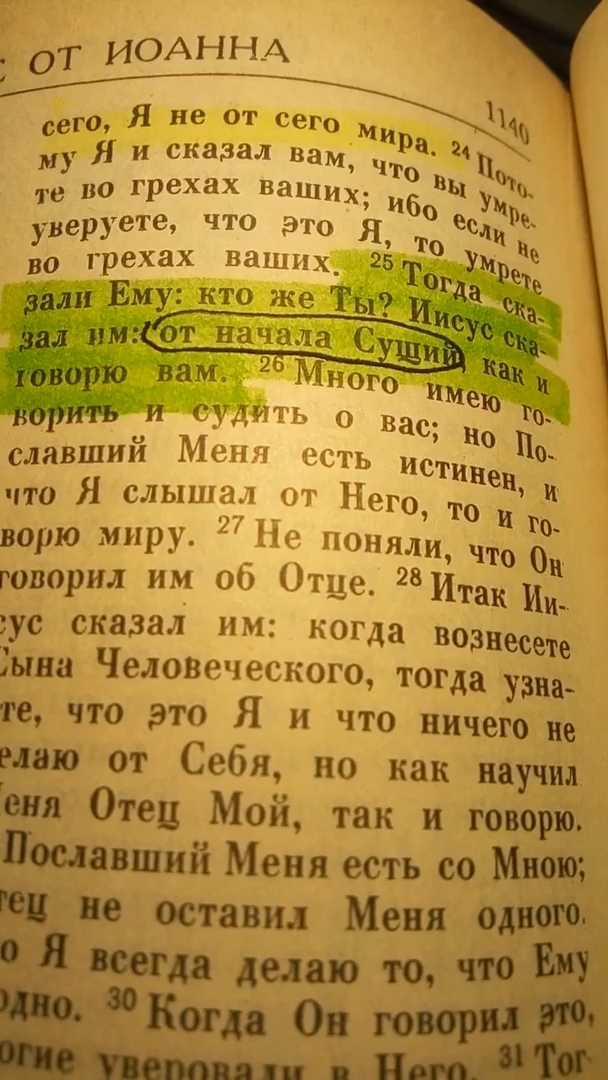 ОТ ИОАННА
1140
сего, Я не от сего мира. 24 Пото-
му Я и сказал вам, что вы умре-
те во грехах ваших; ибо если не
уверуете, что это Я, то умрете
во грехах ваших. 25 Тогда ска-
зали Ему: кто же Ты? Иисус ска-
зал им: от начала Сущий, как и
говорю вам. 26 Много имею го-
ворить и судить о вас; но По-
славший Меня есть истинен, и
что Я слышал от Него, то и го-
ворю миру. 27 Не поняли, что Он
говорил им об Отце. 28 Итак Ии-
сус сказал им: когда вознесете
Сына Человеческого, тогда узна-
те, что это Я и что ничего не
елаю от Себя, но как научил
еня Отец Мой, так и говорю.
Пославший Меня есть со Мною;
тец не оставил Меня одного,
о Я всегда делаю то, что Ему
одно. 30 Когда Он говорил это,
огие уверовали в Него. 31 Тог